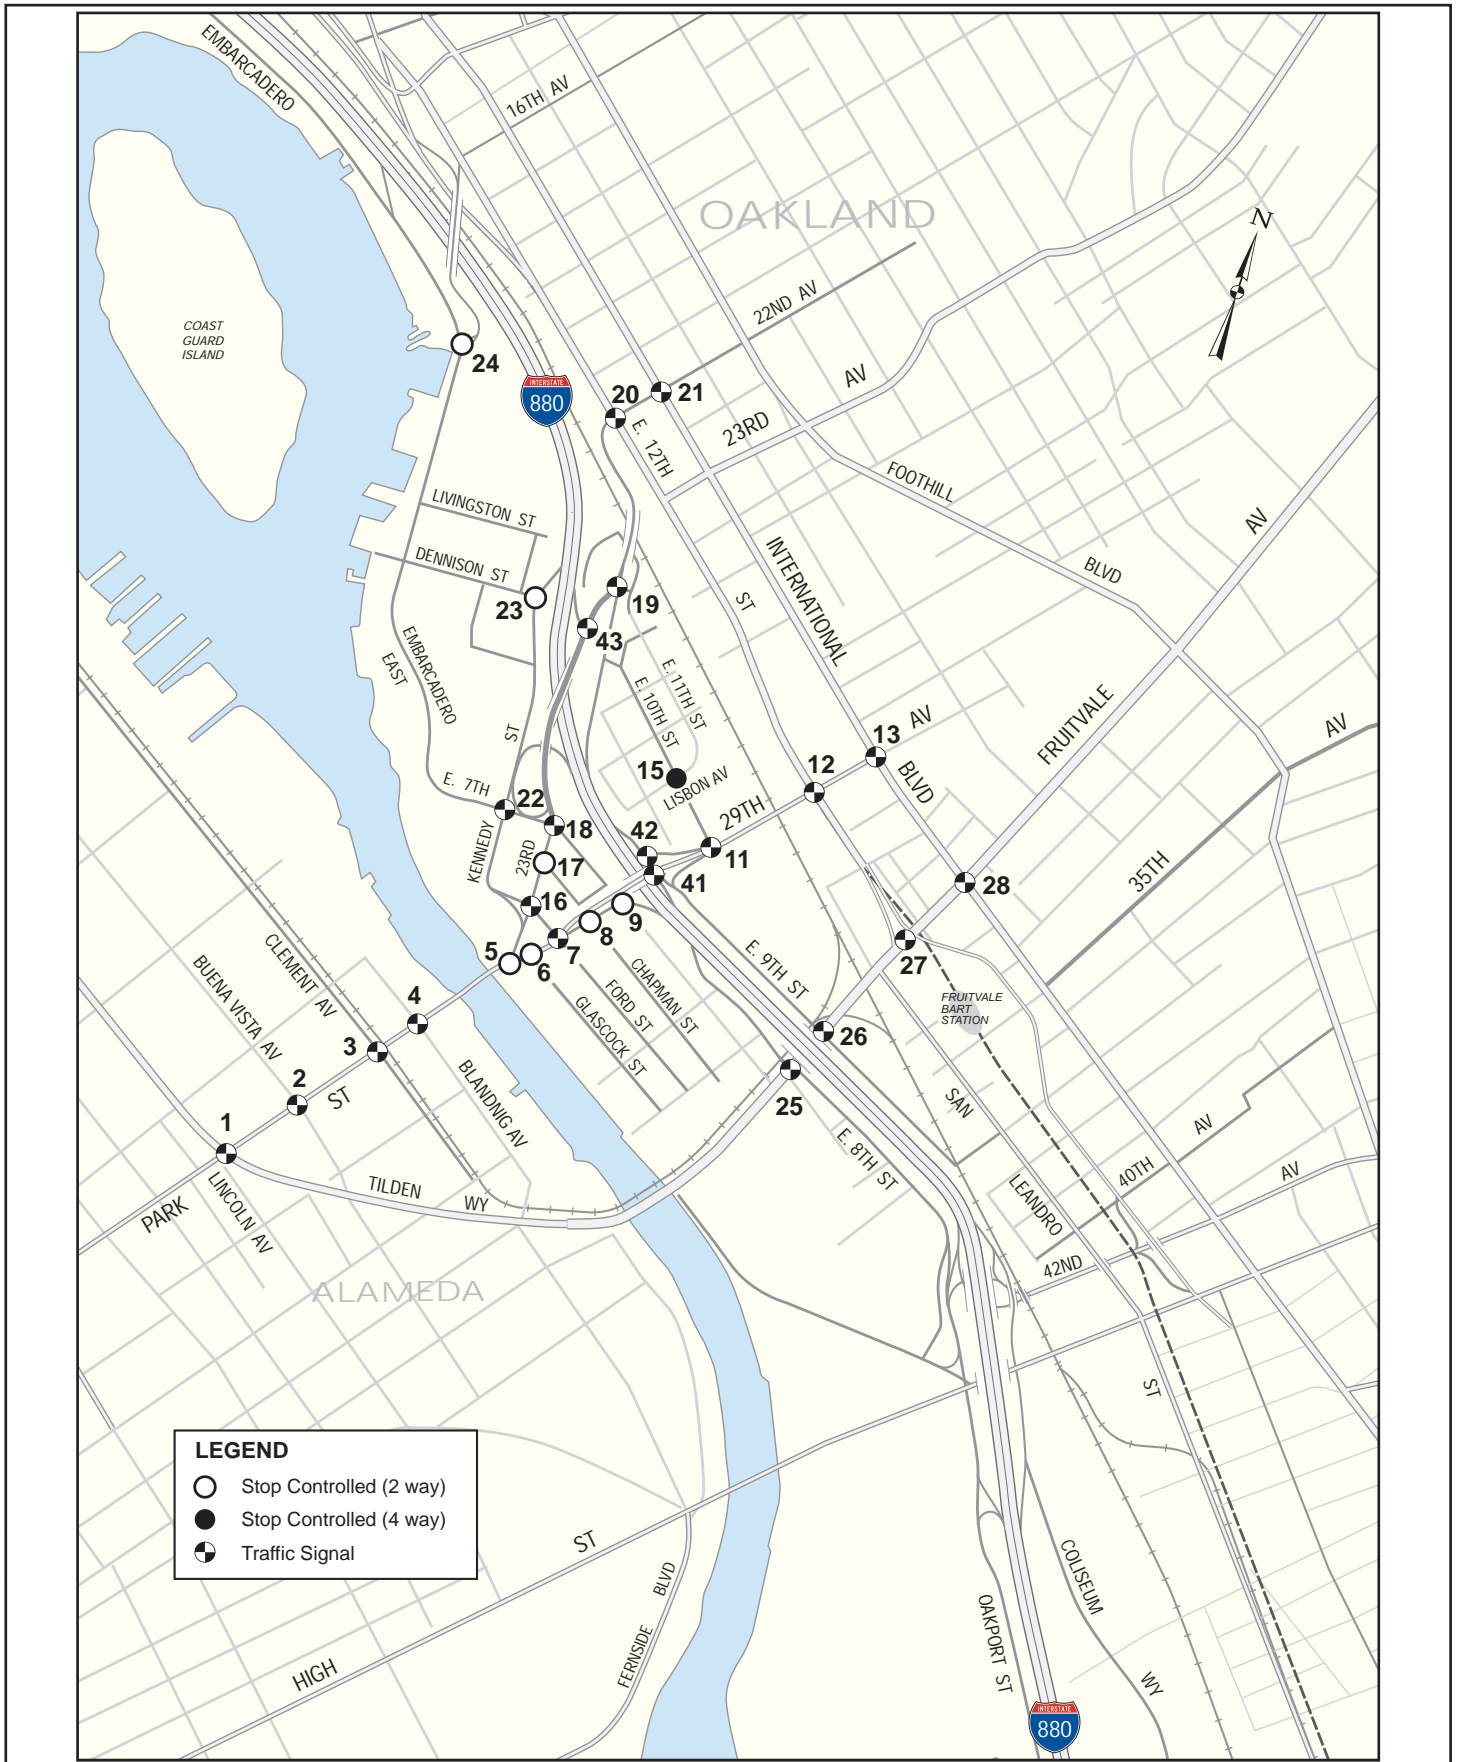 EMBARCADERO
16TH AV
OAKLAND
N
22ND AV
COAST
GUARD
ISLAND
24
INTERSTATE
880
20
21
AV
23RD
E. 12TH
FOOTHILL
LIVINGSTON ST
AV
DENNISON ST
INTERNATIONAL
BLVD
23
19
ST
43
EMBARCADERO
EAST
E. 11TH ST
E. 10TH ST
FRUITVALE
AV
13
AV
ST
15
LISBON AV
12
BLVD
E. 7TH
22
29TH
18
42
KENNEDY
23RD
17
11
41
28
35TH
16
9
8
5
6
7
27
CLEMENT AV
BUENA VISTA AV
E. 9TH ST
CHAPMAN ST
FORD ST
GLASCOCK ST
FRUITVALE
BART
STATION
4
3
26
2
ST
BLANDNIG AV
25
SAN
1
AV
E. 8TH ST
40TH
AV
LINCOLN AV
TILDEN
WY
LEANDRO
PARK
42ND
ALAMEDA
ST
LEGEND
Stop Controlled (2 way)
Stop Controlled (4 way)
Traffic Signal
ST
BLVD
COLISEUM
OAKPORT ST
FERNSIDE
HIGH
WY
INTERSTATE
880